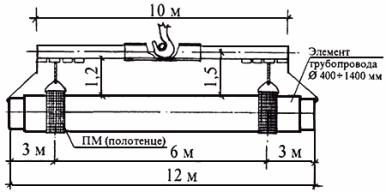 10 м
Элемент
трубопровода
Ø 400÷1400 мм
1,2
1,5
ПМ (полотенце)
3 м
6 м
3 м
12 м